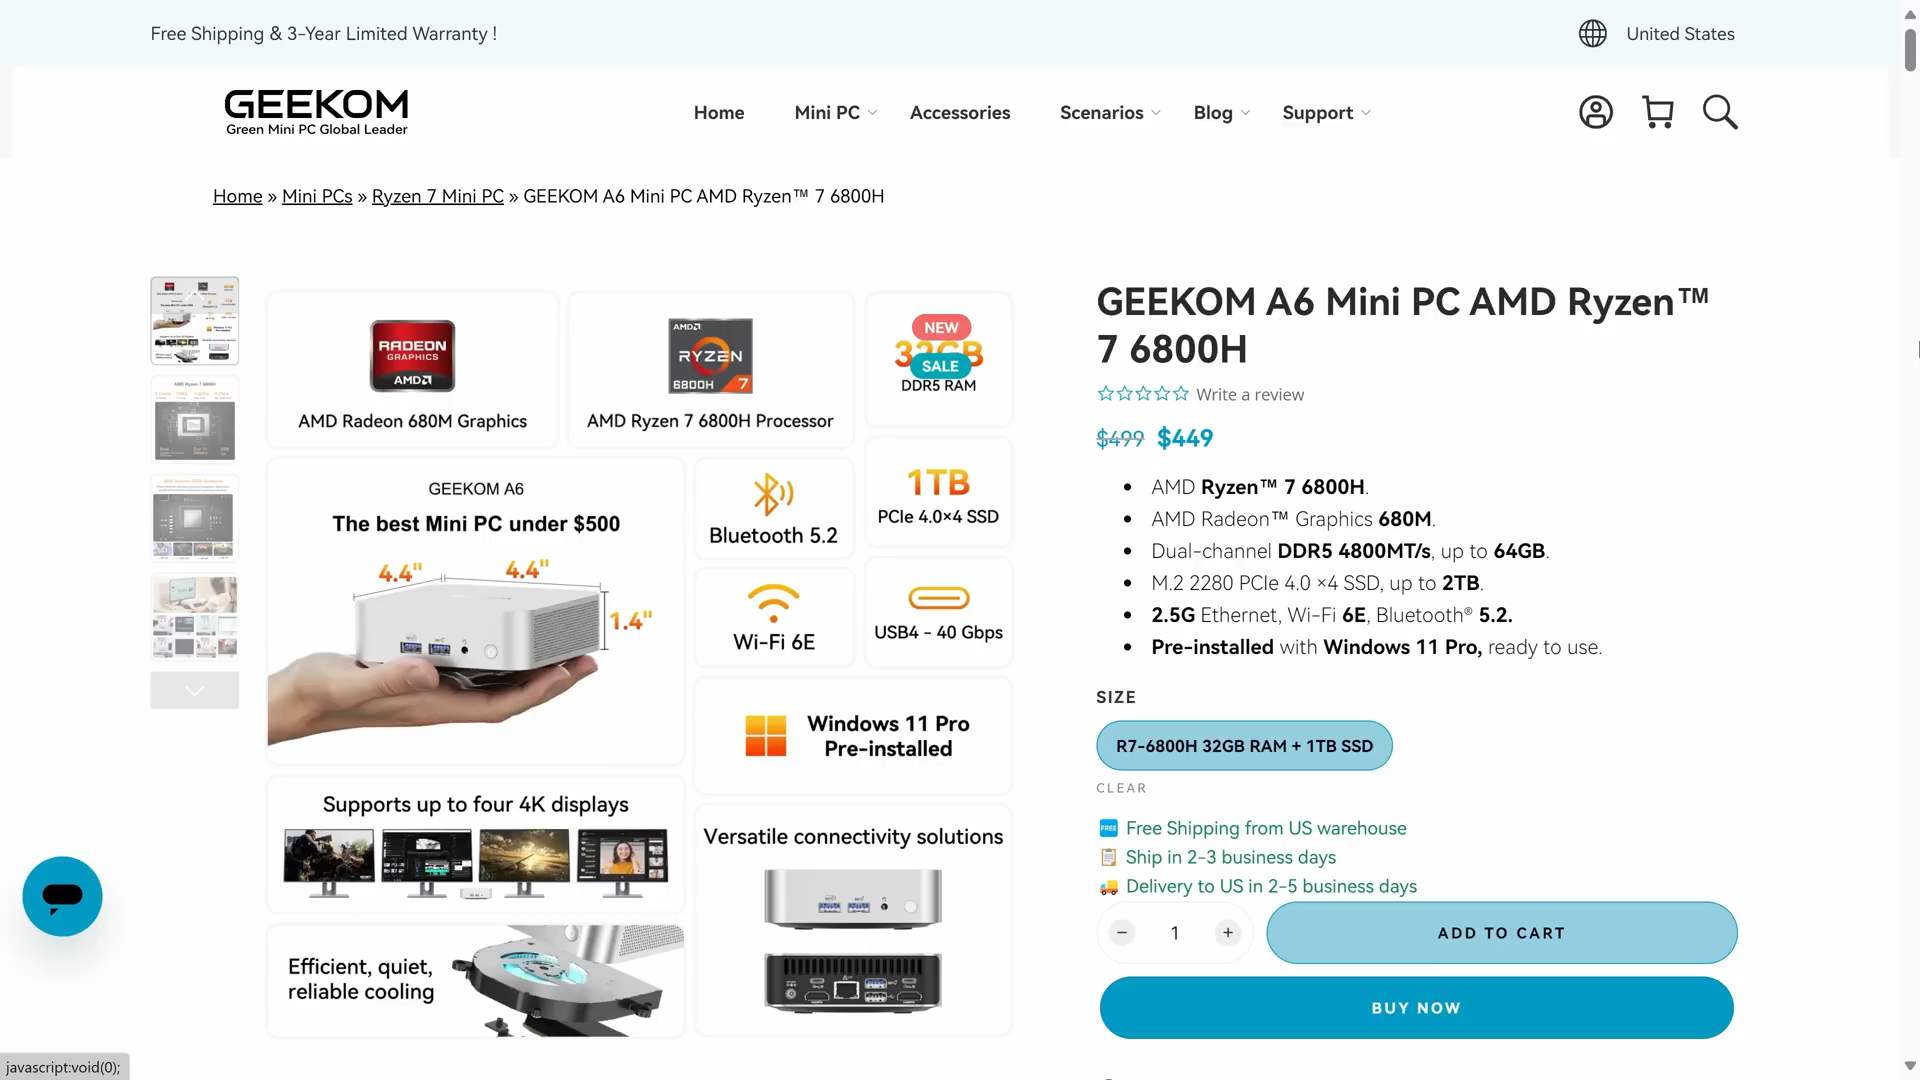 Free Shipping & 3-Year Limited Warranty !
United States
GEEKOM
Green Mini PC Global Leader
Home
Mini PC
Accessories
Scenarios
Blog
Support
Home » Mini PCs » Ryzen 7 Mini PC » GEEKOM A6 Mini PC AMD Ryzen™ 7 6800H
RADEON
GRAPHICS
AMD
AMD Radeon 680M Graphics
AMD
RYZEN
6800H 7
AMD Ryzen 7 6800H Processor
NEW
32GB
SALE
DDR5 RAM
GEEKOM A6
The best Mini PC under $500
4.4"
4.4"
1.4"
Bluetooth 5.2
1TB
PCIe 4.0×4 SSD
Wi-Fi 6E
USB4 - 40 Gbps
Windows 11 Pro
Pre-installed
Supports up to four 4K displays
Versatile connectivity solutions
Efficient, quiet,
reliable cooling
GEEKOM A6 Mini PC AMD Ryzen™
7 6800H
Write a review
$499 $449
AMD Ryzen™ 7 6800H.
AMD Radeon™ Graphics 680M.
Dual-channel DDR5 4800MT/s, up to 64GB.
M.2 2280 PCIe 4.0 ×4 SSD, up to 2TB.
2.5G Ethernet, Wi-Fi 6E, Bluetooth® 5.2.
Pre-installed with Windows 11 Pro, ready to use.
SIZE
R7-6800H 32GB RAM + 1TB SSD
CLEAR
FREE Free Shipping from US warehouse
Ship in 2-3 business days
Delivery to US in 2-5 business days
− 1 +
ADD TO CART
BUY NOW
javascript:void(0);